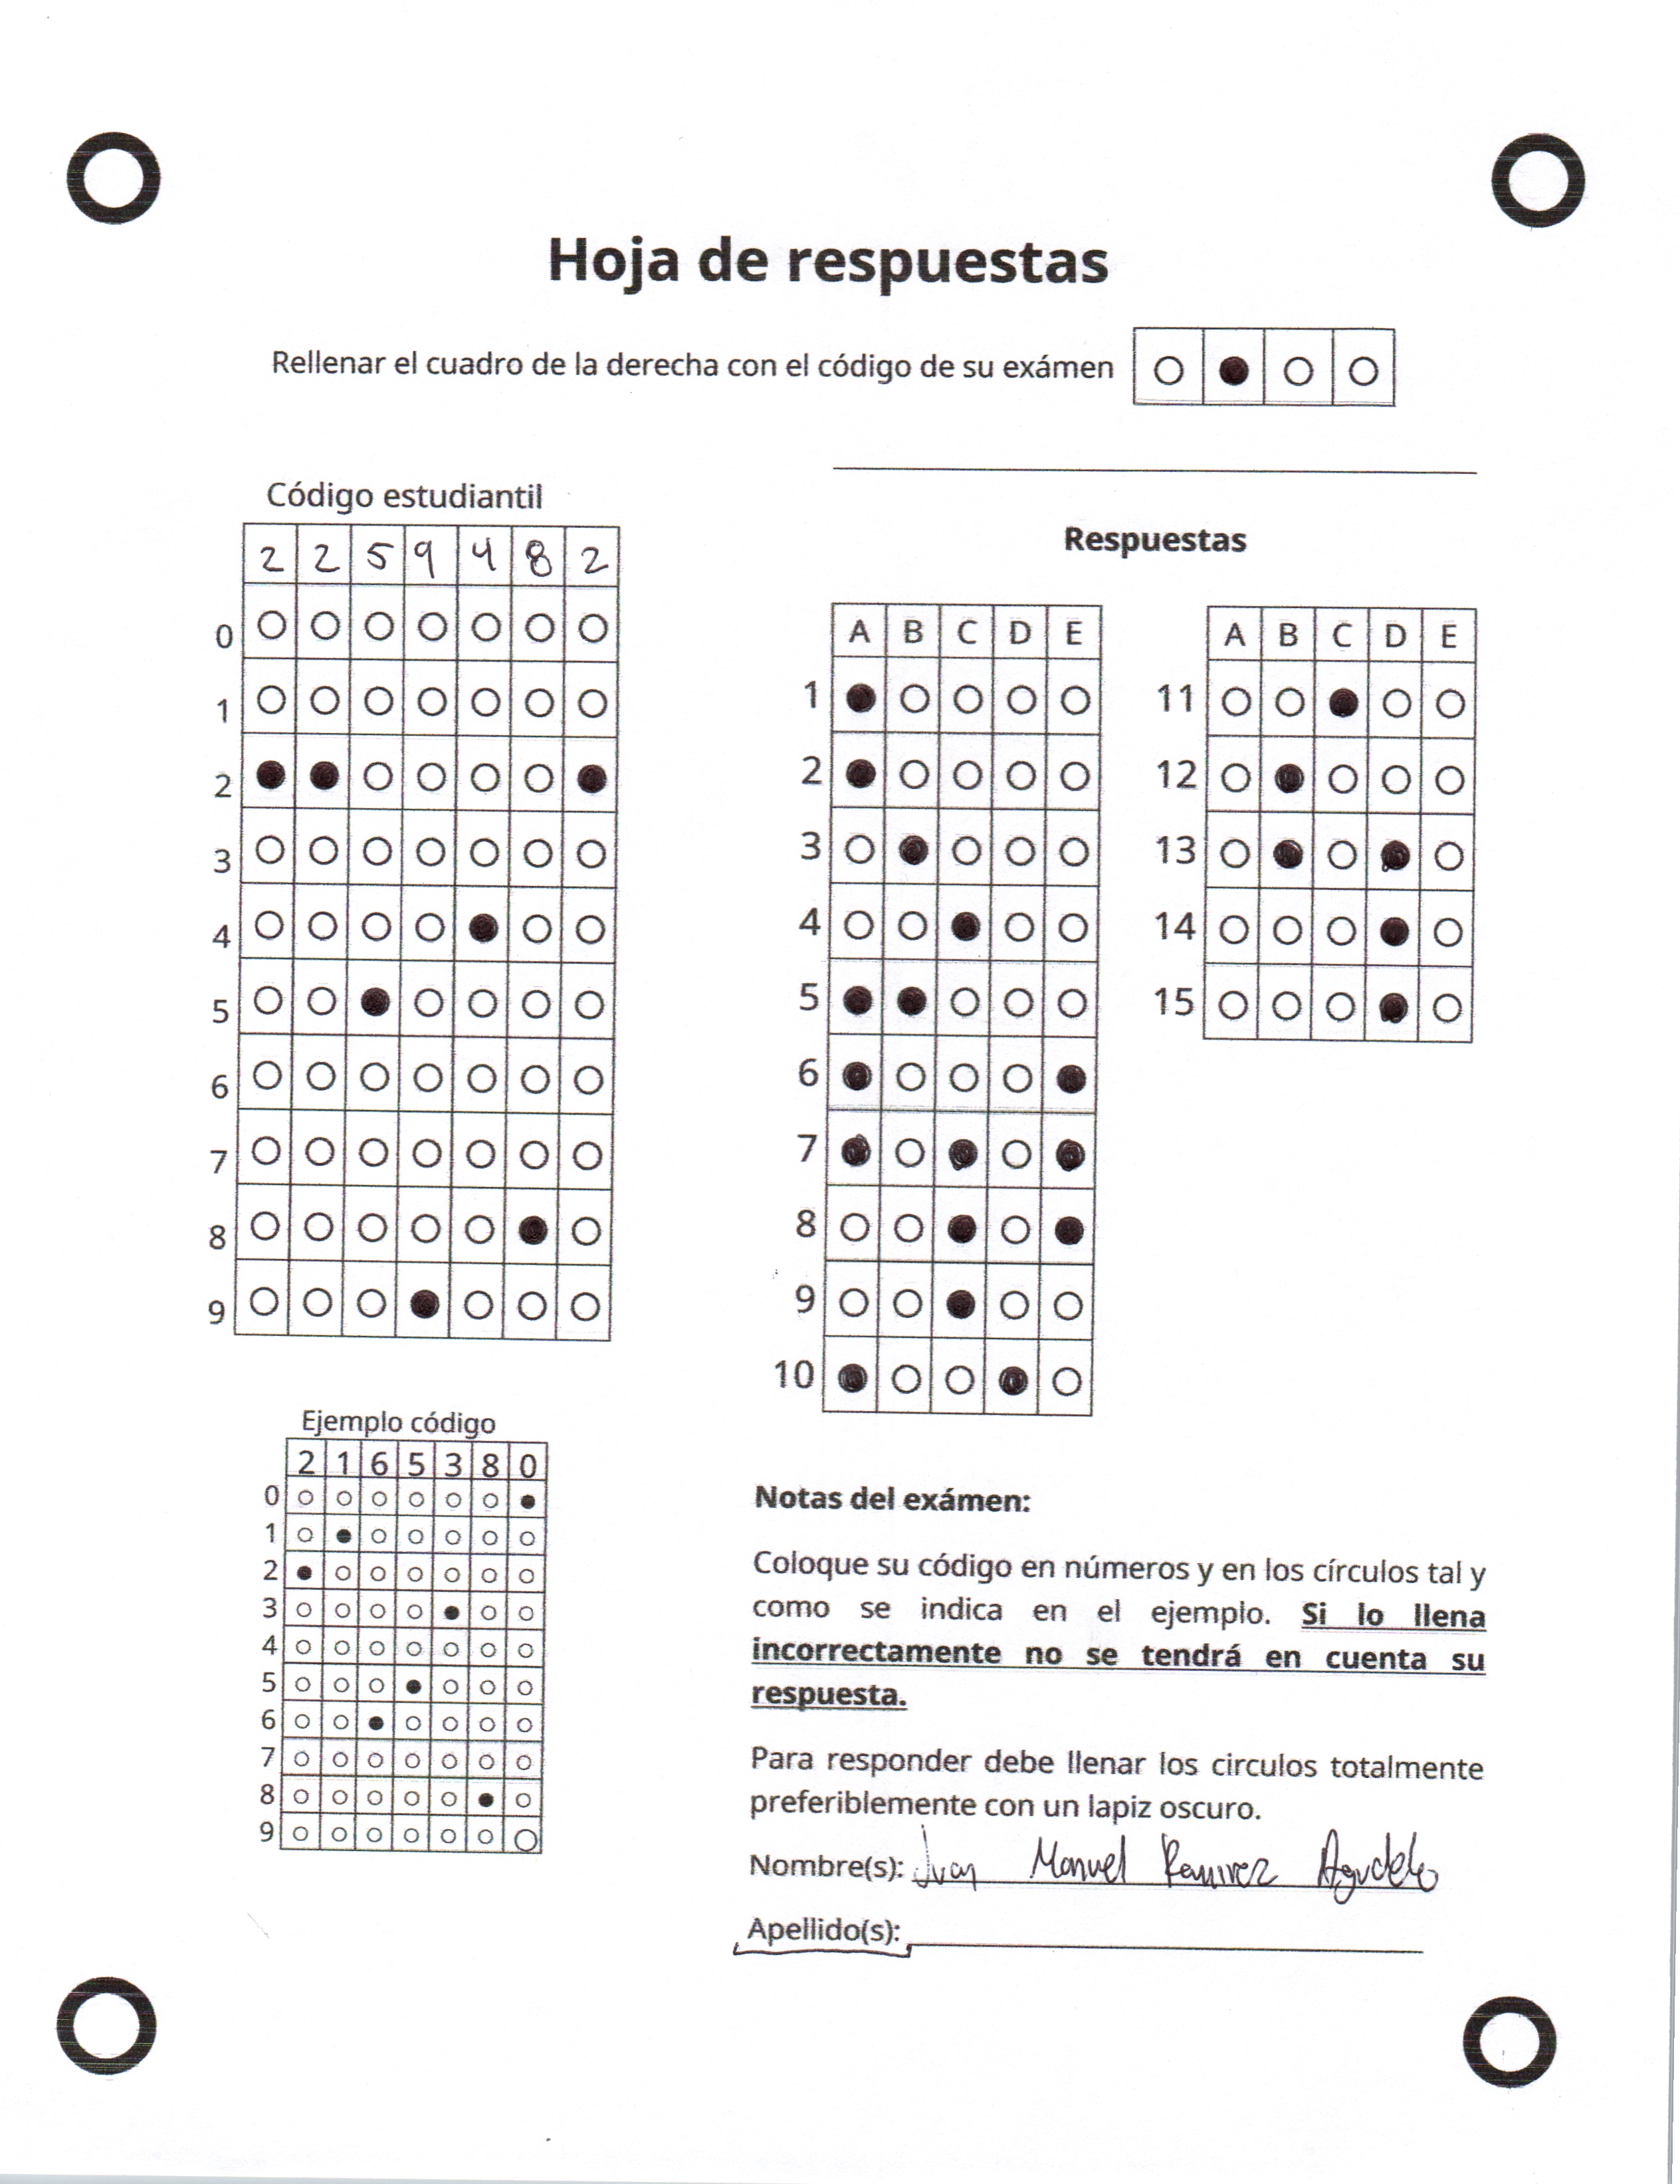 Hoja de respuestas
Rellenar el cuadro de la derecha con el código de su exámen
Código estudiantil
2 2 5 9 4 8 2
0
1
2
3
4
5
6
7
8
9
Ejemplo código
2 1 6 5 3 8 0
0
1
2
3
4
5
6
7
8
9
Respuestas
A B C D E
1
2
3
4
5
6
7
8
9
10
A B C D E
11
12
13
14
15
Notas del exámen:
Coloque su código en números y en los círculos tal y
como se indica en el ejemplo. Si lo llena
incorrectamente no se tendrá en cuenta su
respuesta.
Para responder debe llenar los circulos totalmente
preferiblemente con un lapiz oscuro.
Nombre(s): Juan Manuel Ramirez Agudelo
Apellido(s):